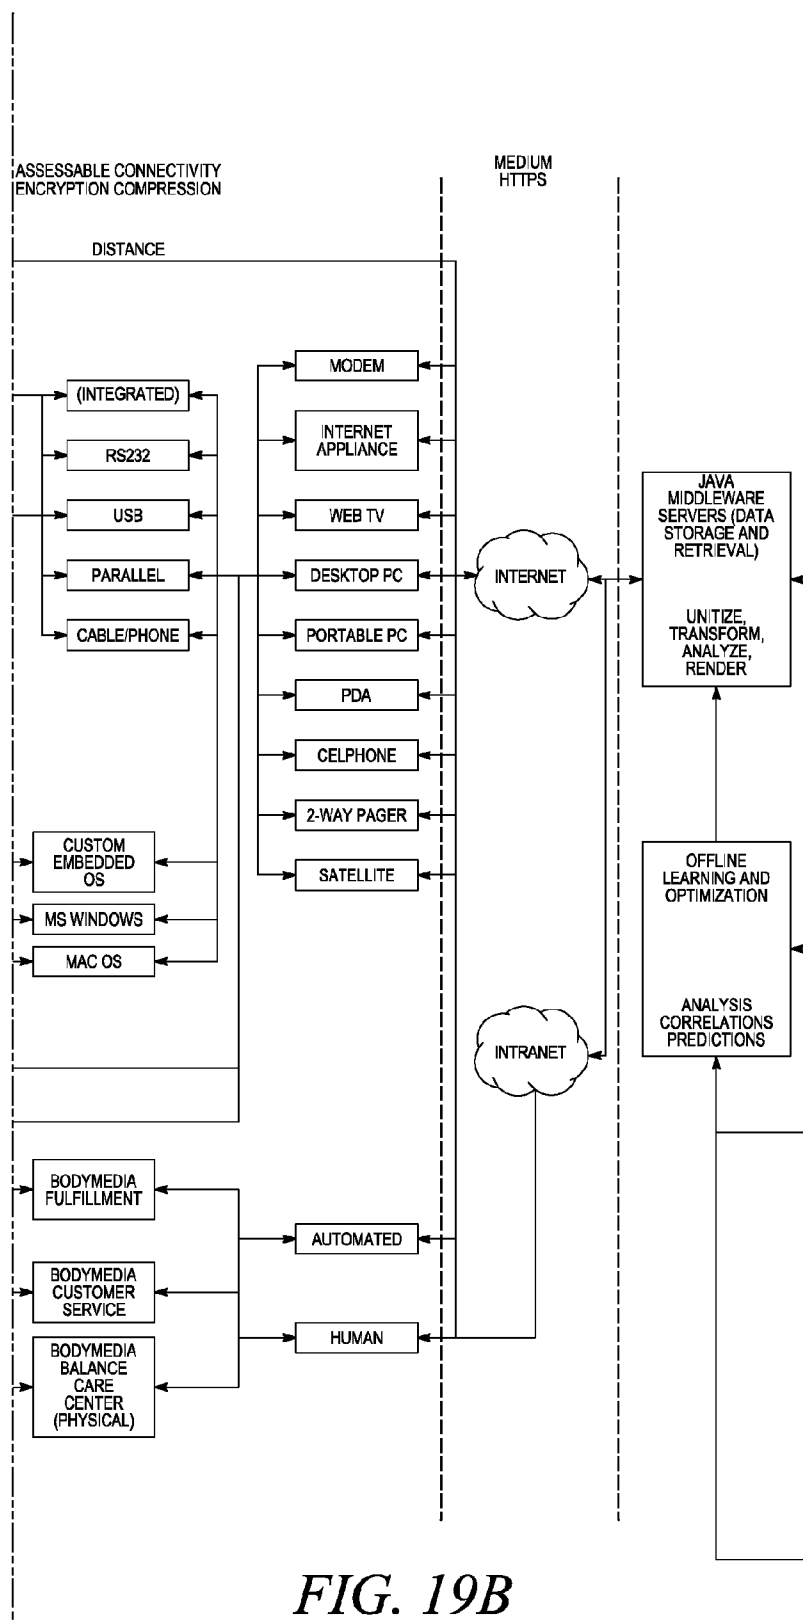 ASSESSABLE CONNECTIVITY
ENCRYPTION COMPRESSION
MEDIUM
HTTPS
DISTANCE
(INTEGRATED)
RS232
USB
PARALLEL
CABLE/PHONE
CUSTOM
EMBEDDED
OS
MS WINDOWS
MAC OS
BODYMEDIA
FULFILLMENT
BODYMEDIA
CUSTOMER
SERVICE
BODYMEDIA
BALANCE
CARE
CENTER
(PHYSICAL)
MODEM
INTERNET
APPLIANCE
WEB TV
DESKTOP PC
PORTABLE PC
PDA
CELPHONE
2-WAY PAGER
SATELLITE
AUTOMATED
HUMAN
INTERNET
INTRANET
JAVA
MIDDLEWARE
SERVERS (DATA
STORAGE AND
RETRIEVAL)
UNITIZE,
TRANSFORM,
ANALYZE,
RENDER
OFFLINE
LEARNING AND
OPTIMIZATION
ANALYSIS
CORRELATIONS
PREDICTIONS
FIG. 19B